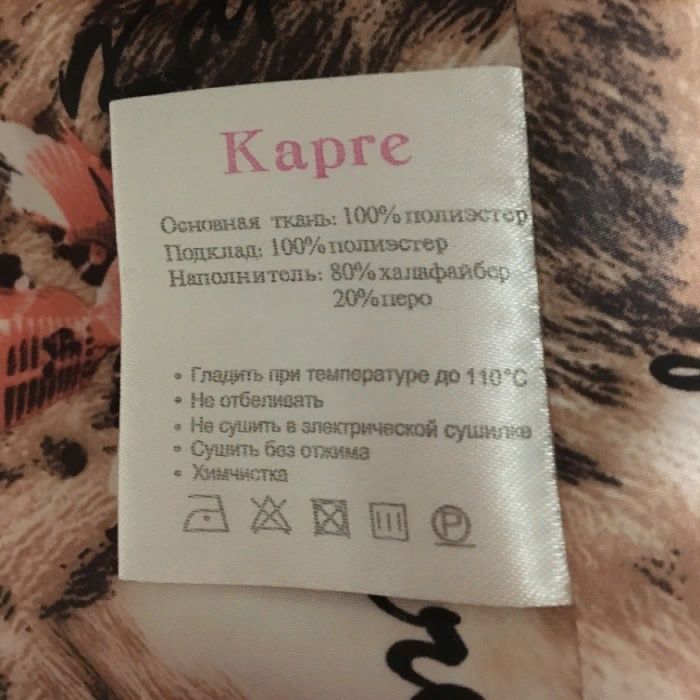 Карге
Основная ткань: 100% полиэстер
Подклад: 100% полиэстер
Наполнитель: 80% халафайбер
20% перо
• Гладить при температуре до 110°C
• Не отбеливать
• Не сушить в электрической сушилке
• Сушить без отжима
• Химчистка
P